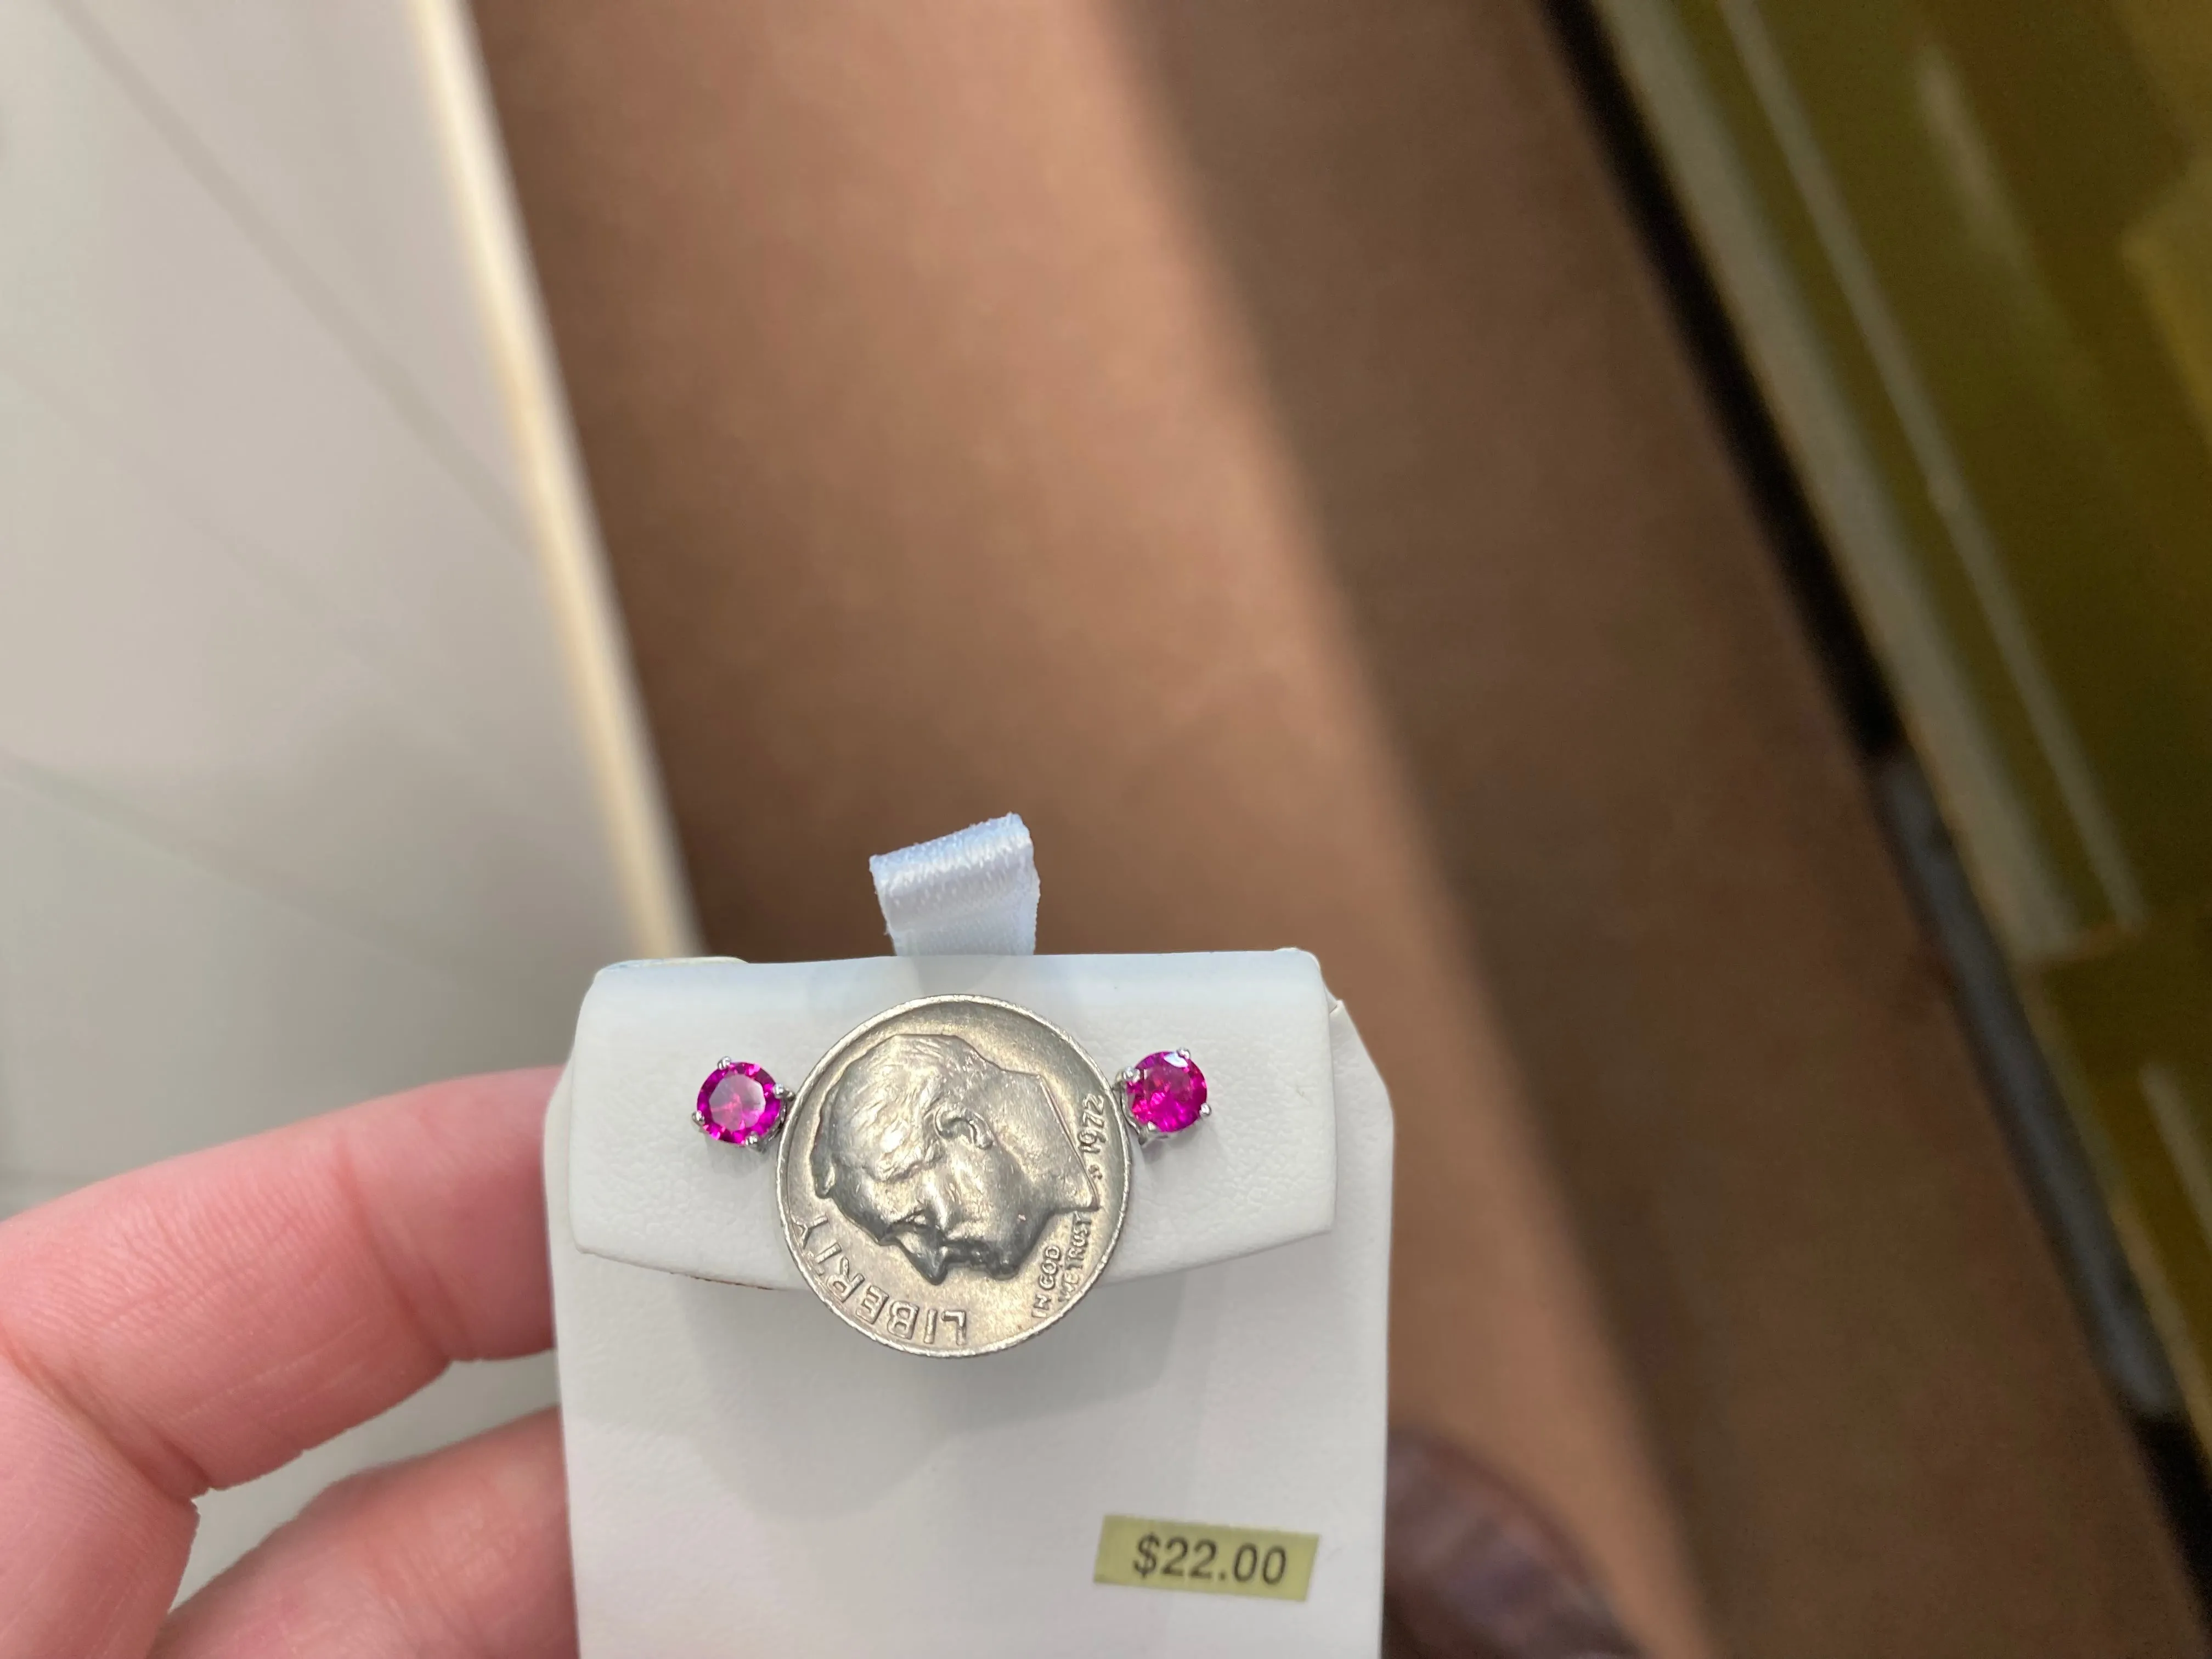 LIBERTY
IN GOD
WE TRUST
1972
$22.00